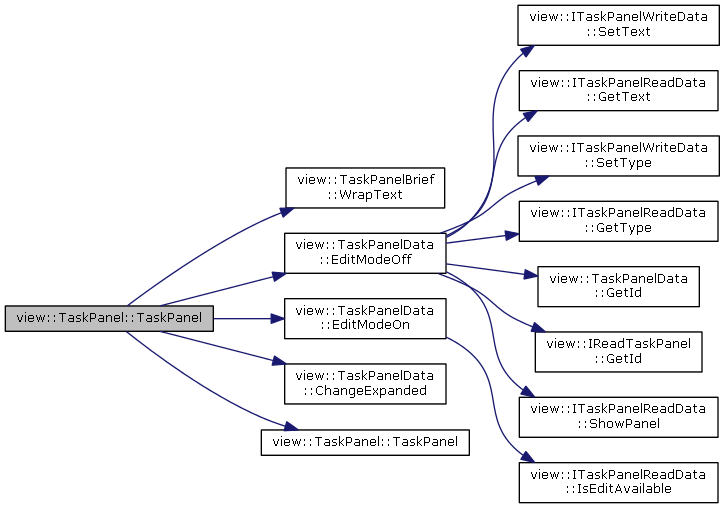 view::TaskPanel::TaskPanel
view::TaskPanelBrief
::WrapText
view::TaskPanelData
::EditModeOff
view::TaskPanelData
::EditModeOn
view::TaskPanelData
::ChangeExpanded
view::TaskPanel::TaskPanel
view::ITaskPanelWriteData
::SetText
view::ITaskPanelReadData
::GetText
view::ITaskPanelWriteData
::SetType
view::ITaskPanelReadData
::GetType
view::TaskPanelData
::GetId
view::IReadTaskPanel
::GetId
view::ITaskPanelReadData
::ShowPanel
view::ITaskPanelReadData
::IsEditAvailable